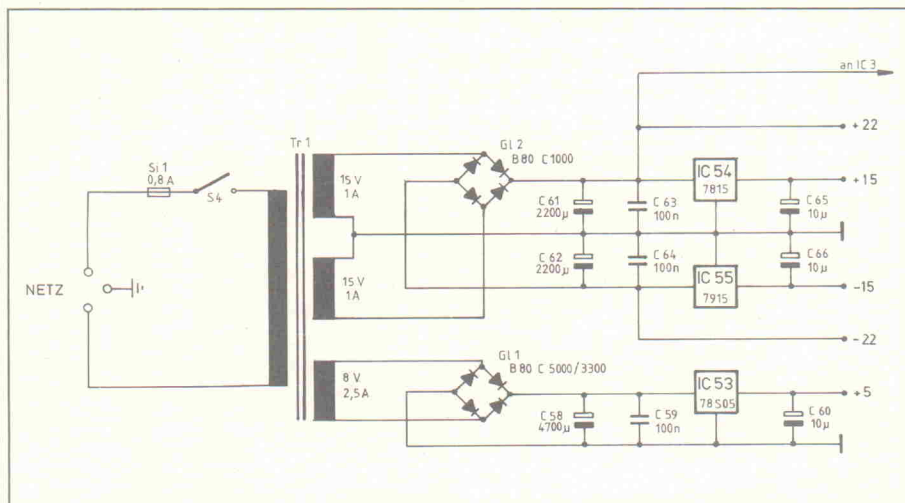 an IC 3
+22
Tr 1
Gl 2
B 80 C 1000
Si 1
0,8 A
S4
15 V
1A
IC 54
7815
+15
C 61
2200µ
C 63
100n
C 65
10µ
NETZ
15 V
1A
C 62
2200µ
C 64
100n
IC 55
7915
C 66
10µ
-15
-22
Gl 1
B 80 C 5000/3300
8 V
2,5A
IC 53
78S05
+5
C 58
4700µ
C 59
100n
C 60
10µ